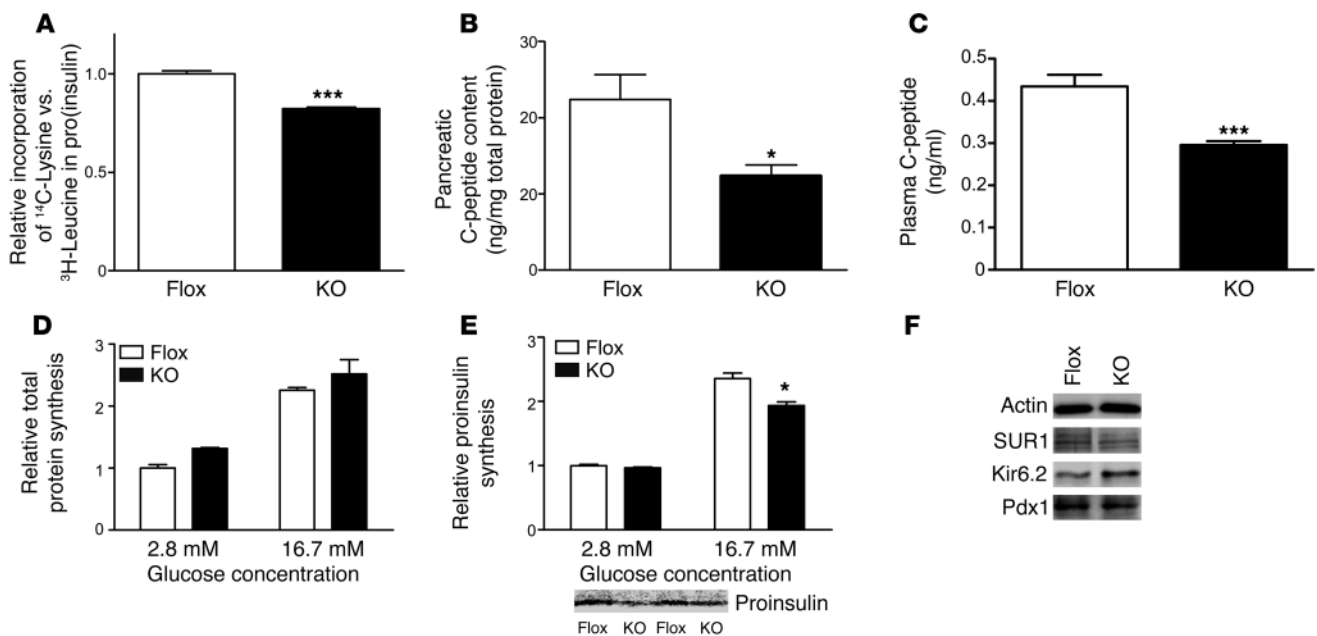 A
Relative incorporation
of ¹⁴C-Lysine vs.
³H-Leucine in pro(insulin)
1.0
0.5
0
***
Flox KO
B
Pancreatic
C-peptide content
(ng/mg total protein)
30
20
20
0
*
Flox KO
C
Plasma C-peptide
(ng/ml)
0.5
0.4
0.3
0.2
0.1
0
***
Flox KO
D
Relative total
protein synthesis
3
2
1
0
Flox
KO
2.8 mM 16.7 mM
Glucose concentration
E
Relative proinsulin
synthesis
3
2
1
0
Flox
KO
*
2.8 mM 16.7 mM
Glucose concentration
Proinsulin
Flox KO Flox KO
F
Flox KO
Actin
SUR1
Kir6.2
Pdx1